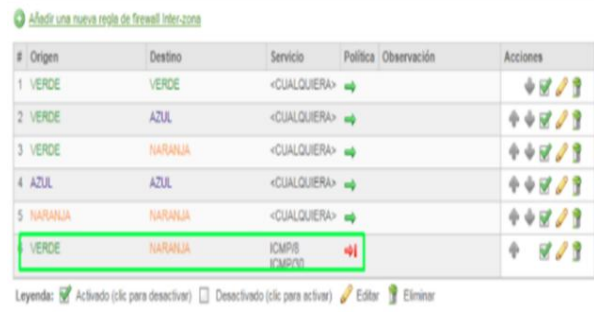 Añadir una nueva regla de firewall Inter-zona
# Origen Destino Servicio Política Observación Acciones
1 VERDE VERDE <CUALQUIERA>
2 VERDE AZUL <CUALQUIERA>
3 VERDE NARANJA <CUALQUIERA>
4 AZUL AZUL <CUALQUIERA>
5 NARANJA NARANJA <CUALQUIERA>
6 VERDE NARANJA ICMP/8
ICMP/30
Leyenda: Activado (clic para desactivar) Desactivado (clic para activar) Editar Eliminar